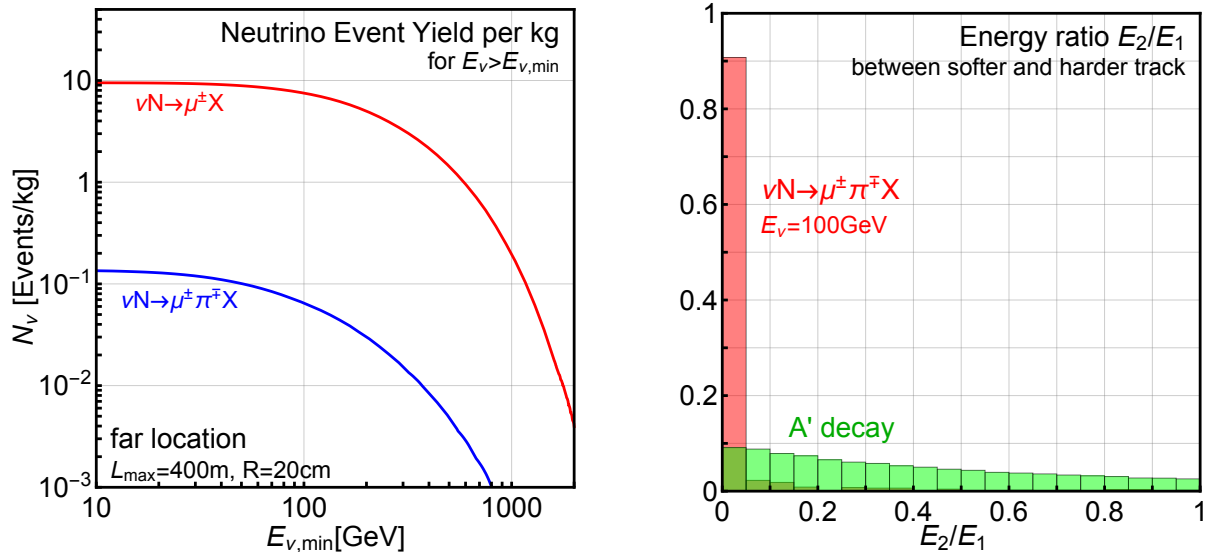 Neutrino Event Yield per kg
for Eν>Eν,min
νN→μ±X
νN→μ±π∓X
far location
Lmax=400m, R=20cm
Nν [Events/kg]
10²
10
1
10⁻¹
10⁻²
10⁻³
10
100
1000
Eν,min[GeV]
Energy ratio E₂/E₁
between softer and harder track
νN→μ±π∓X
Eν=100GeV
A' decay
1
0.8
0.6
0.4
0.2
0
0
0.2
0.4
0.6
0.8
1
E₂/E₁